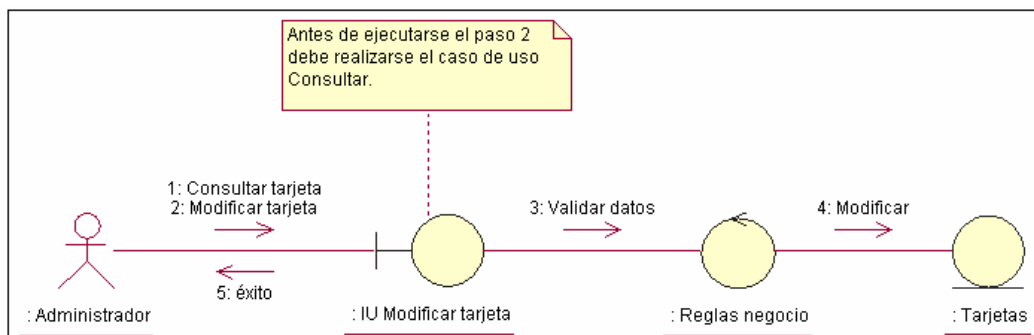 Antes de ejecutarse el paso 2
debe realizarse el caso de uso
Consultar.
1: Consultar tarjeta
2: Modificar tarjeta
3: Validar datos
4: Modificar
5: éxito
: Administrador
: IU Modificar tarjeta
: Reglas negocio
: Tarjetas